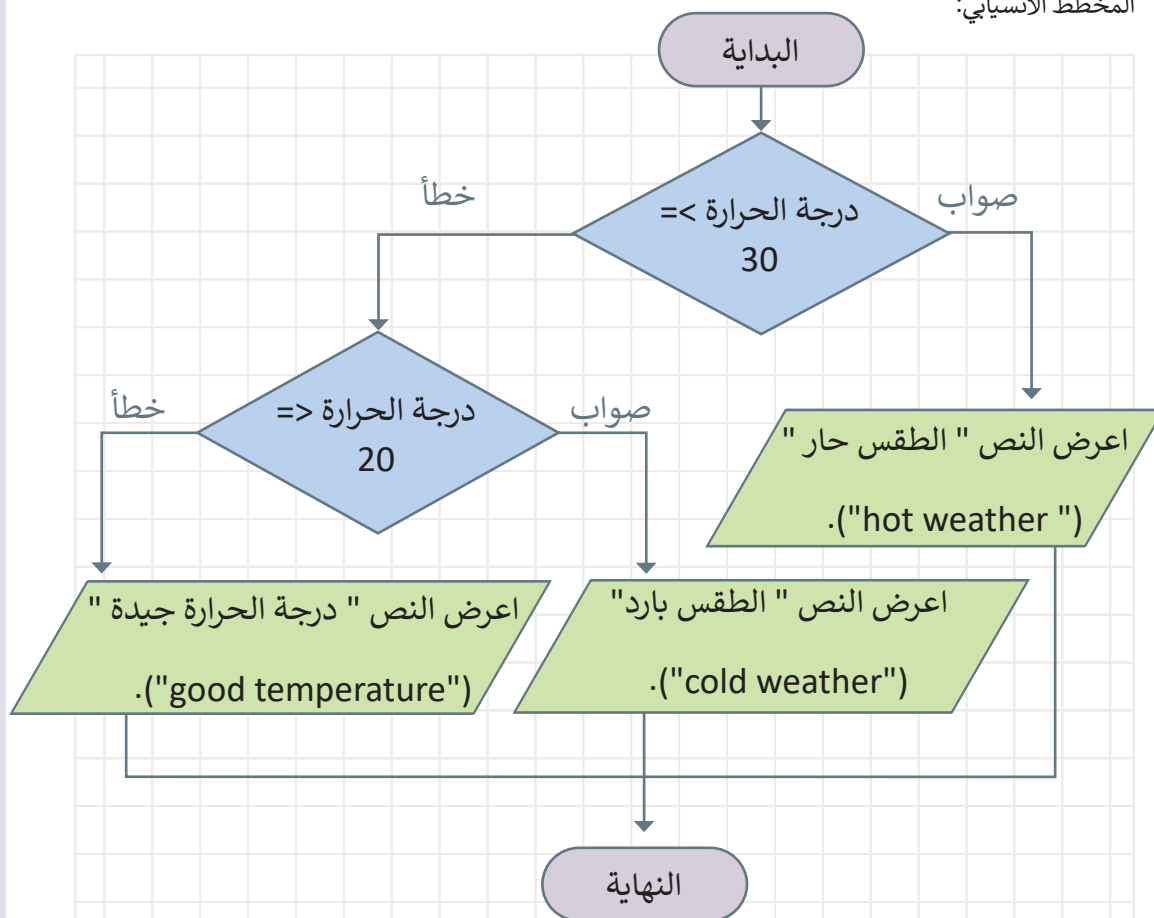 المخطط الانسيابي:
البداية
صواب
خطأ
درجة الحرارة >=
30
صواب
خطأ
درجة الحرارة <=
20
اعرض النص " الطقس حار "
("hot weather ").
اعرض النص " الطقس بارد"
("cold weather").
اعرض النص " درجة الحرارة جيدة "
("good temperature").
النهاية